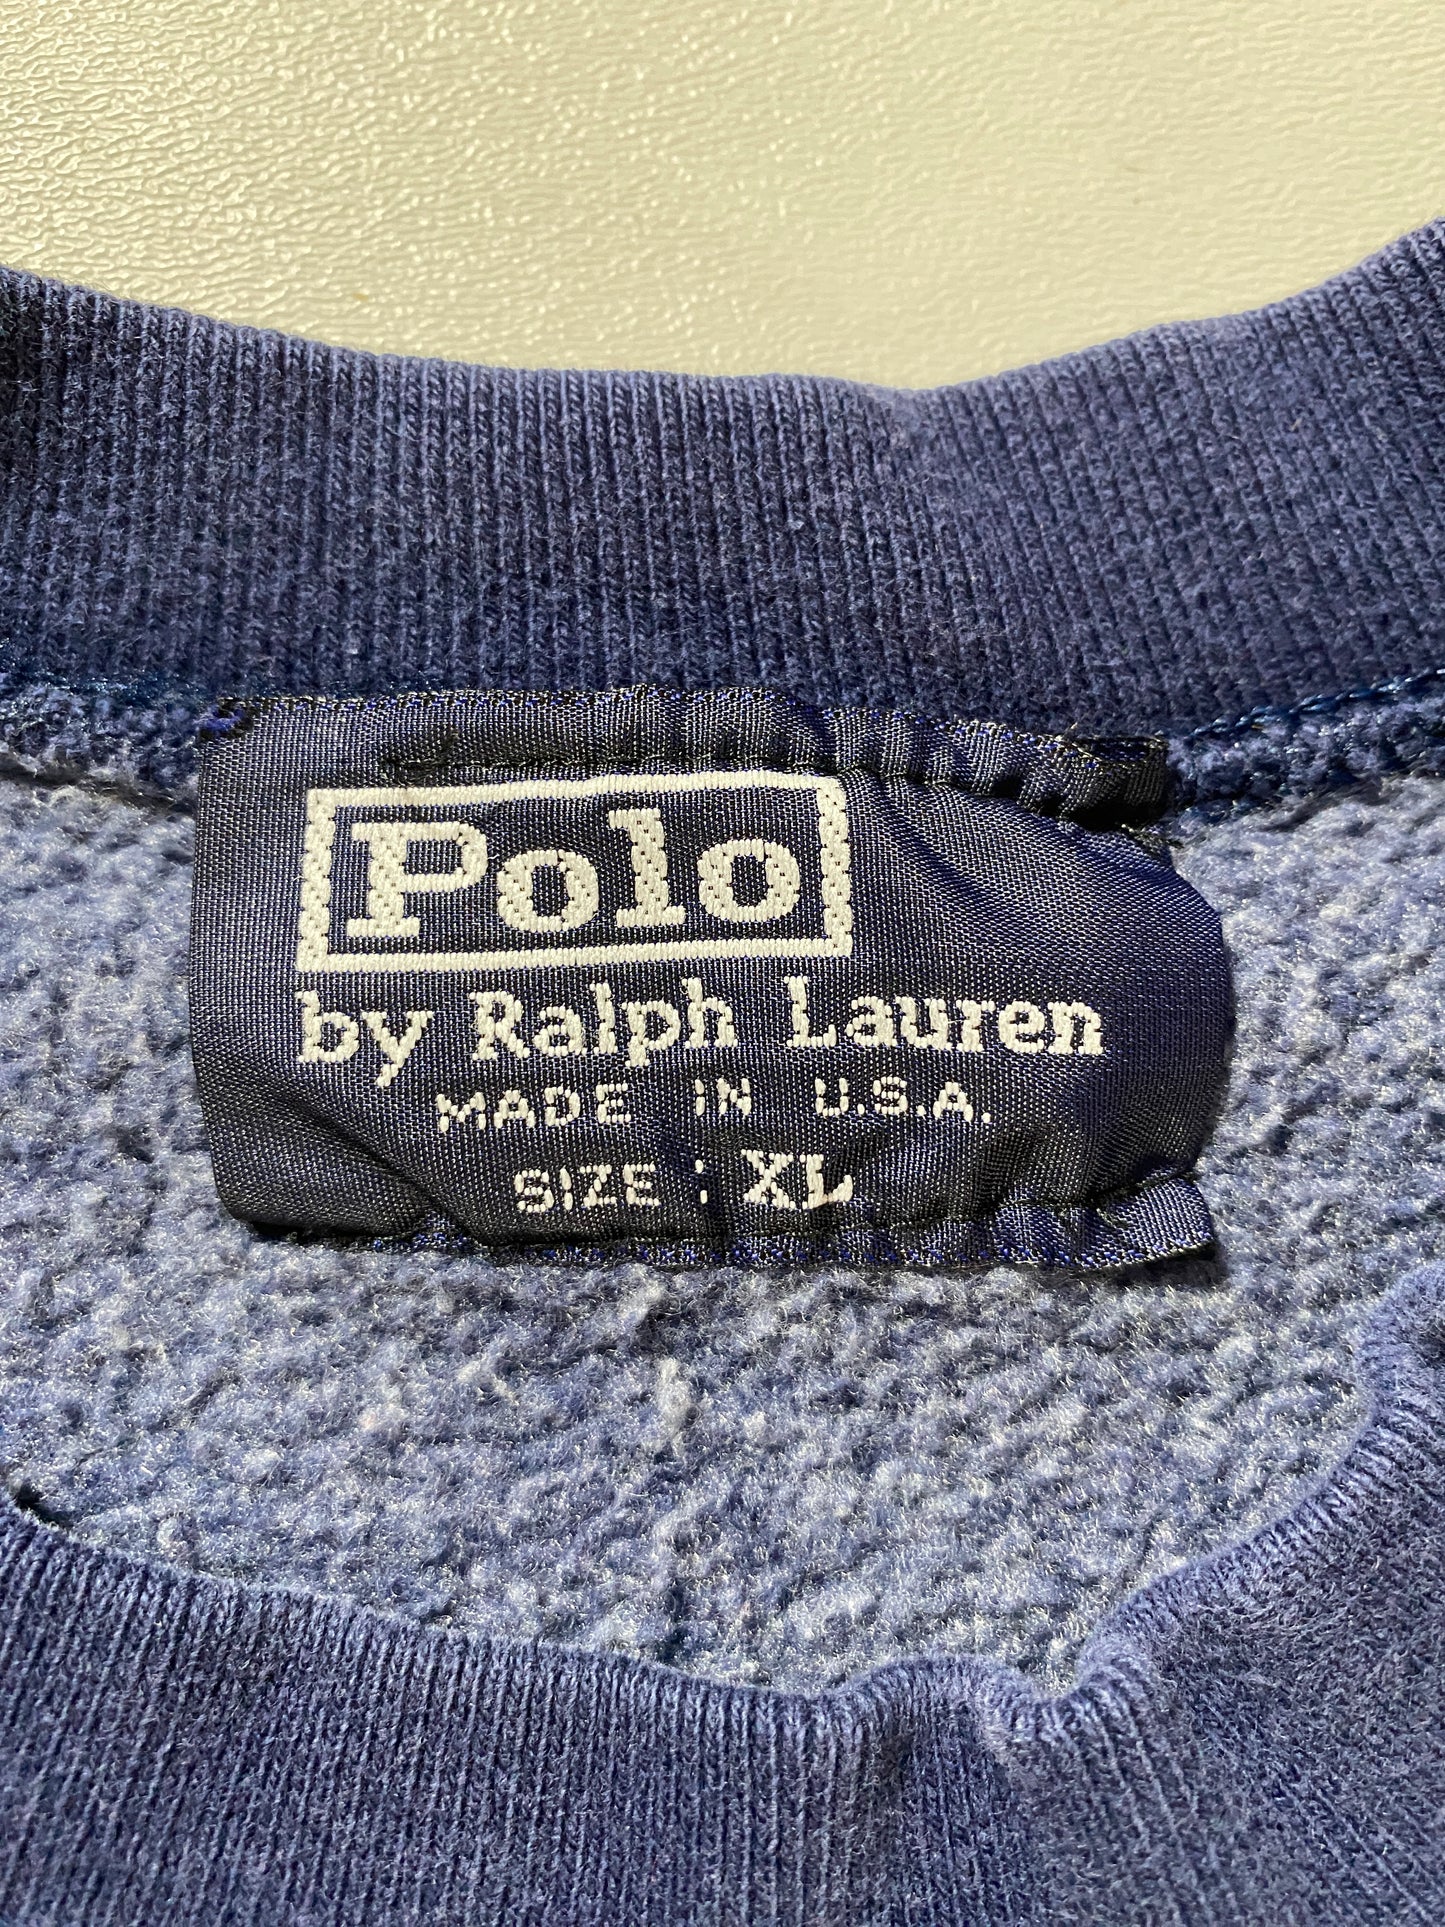 Polo
by Ralph Lauren
MADE IN U.S.A.
SIZE : XL